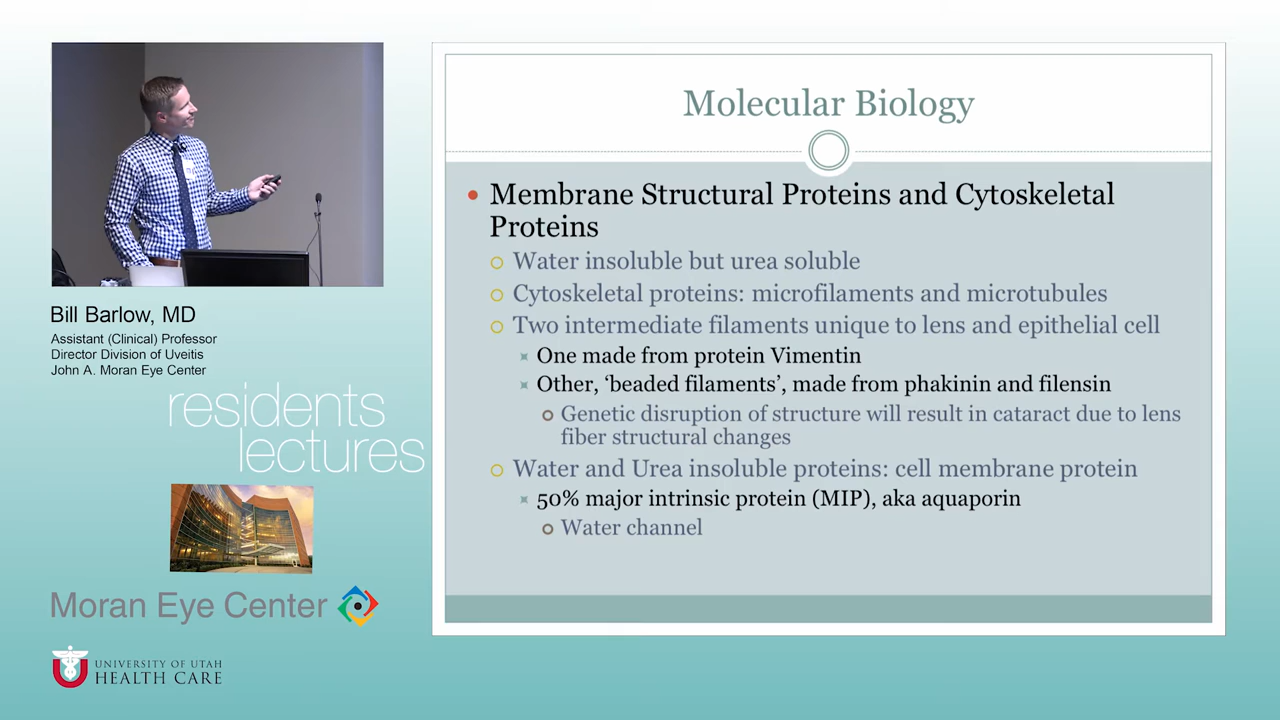 Bill Barlow, MD
Assistant (Clinical) Professor
Director Division of Uveitis
John A. Moran Eye Center
residents
lectures
Moran Eye Center
UNIVERSITY OF UTAH
HEALTH CARE
Molecular Biology
Membrane Structural Proteins and Cytoskeletal
Proteins
Water insoluble but urea soluble
Cytoskeletal proteins: microfilaments and microtubules
Two intermediate filaments unique to lens and epithelial cell
One made from protein Vimentin
Other, ‘beaded filaments’, made from phakinin and filensin
Genetic disruption of structure will result in cataract due to lens
fiber structural changes
Water and Urea insoluble proteins: cell membrane protein
50% major intrinsic protein (MIP), aka aquaporin
Water channel